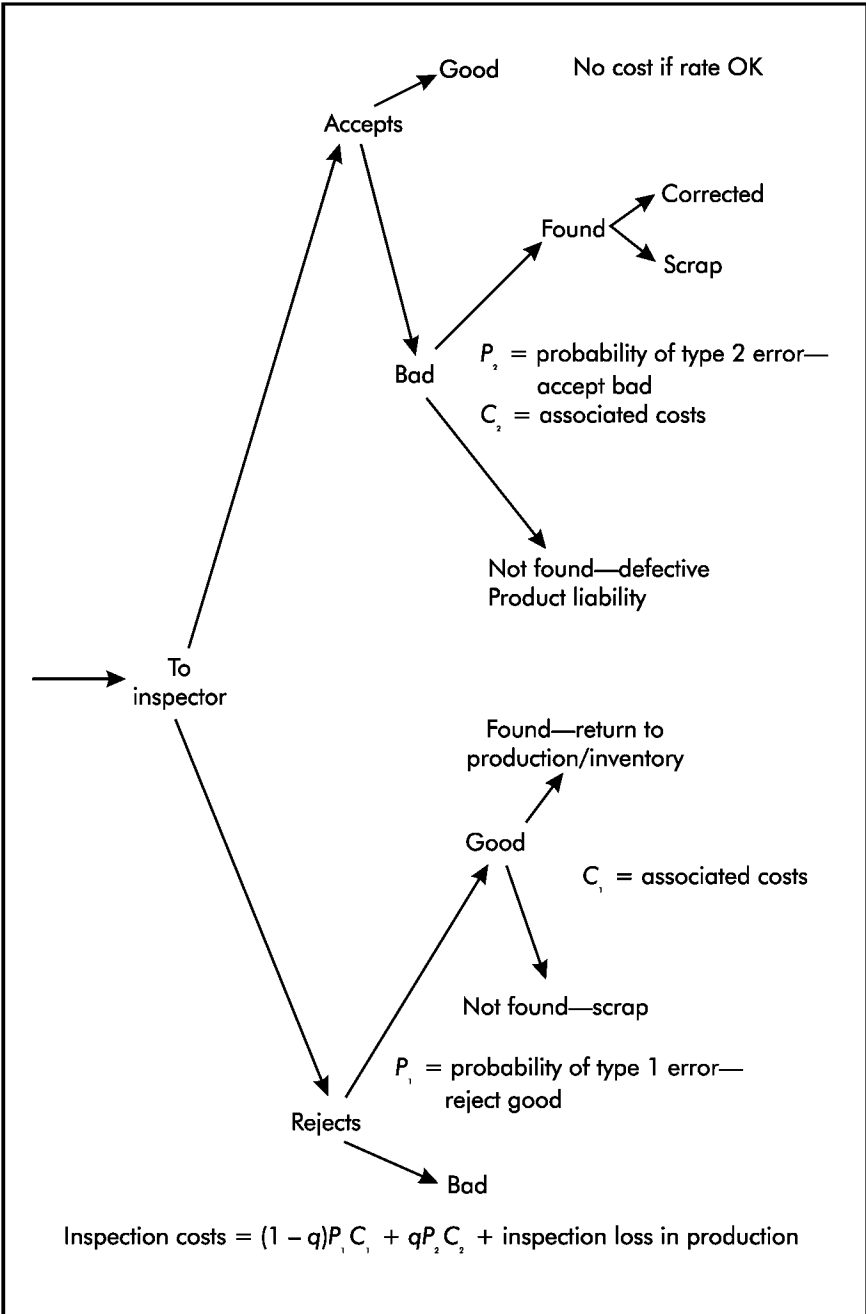 Good
No cost if rate OK
Accepts
Corrected
Found
Scrap
P₂ = probability of type 2 error—
accept bad
Bad
C₂ = associated costs
Not found—defective
Product liability
To
inspector
Found—return to
production/inventory
Good
C₁ = associated costs
Not found—scrap
P₁ = probability of type 1 error—
reject good
Rejects
Bad
Inspection costs = (1 – q)P₁C₁ + qP₂C₂ + inspection loss in production